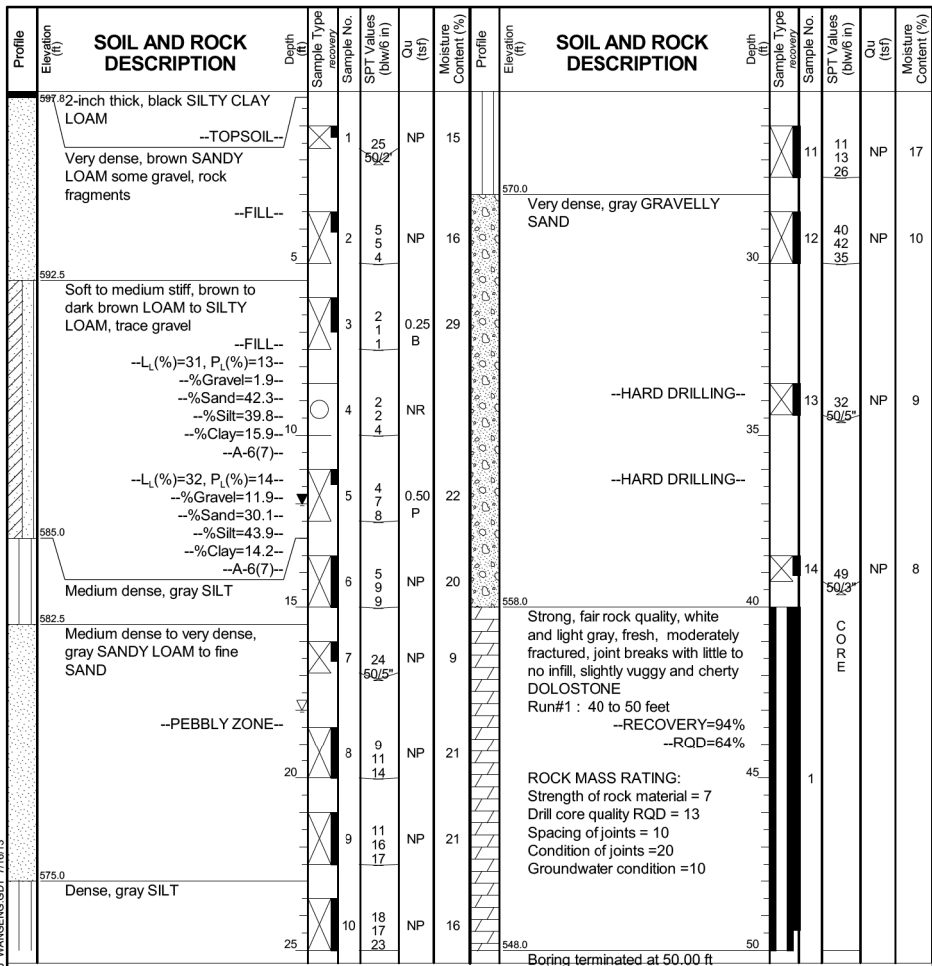 Profile
Elevation (ft)
SOIL AND ROCK
DESCRIPTION
Depth (ft)
Sample Type
recovery
Sample No.
SPT Values
(blw/6 in)
Qu
(tsf)
Moisture
Content (%)
597.8
2-inch thick, black SILTY CLAY
LOAM
--TOPSOIL--
1
25
50/2"
NP
15
Very dense, brown SANDY
LOAM some gravel, rock
fragments
--FILL--
2
5
5
4
NP
16
5
592.5
Soft to medium stiff, brown to
dark brown LOAM to SILTY
LOAM, trace gravel
3
2
1
1
0.25
B
29
--FILL--
--LL(%)=31, PL(%)=13--
--%Gravel=1.9--
--%Sand=42.3--
--%Silt=39.8--
--%Clay=15.9--
10
--A-6(7)--
4
2
2
4
NR
--LL(%)=32, PL(%)=14--
--%Gravel=11.9--
--%Sand=30.1--
--%Silt=43.9--
--%Clay=14.2--
--A-6(7)--
5
4
7
8
0.50
P
22
585.0
Medium dense, gray SILT
6
5
9
9
NP
20
15
582.5
Medium dense to very dense,
gray SANDY LOAM to fine
SAND
7
24
50/5"
NP
9
--PEBBLY ZONE--
8
9
11
14
NP
21
20
9
11
16
17
NP
21
575.0
Dense, gray SILT
10
18
17
23
NP
16
25
Profile
Elevation (ft)
SOIL AND ROCK
DESCRIPTION
Depth (ft)
Sample Type
recovery
Sample No.
SPT Values
(blw/6 in)
Qu
(tsf)
Moisture
Content (%)
11
11
13
26
NP
17
570.0
Very dense, gray GRAVELLY
SAND
12
40
42
35
NP
10
30
--HARD DRILLING--
13
32
50/5"
NP
9
35
--HARD DRILLING--
14
49
50/3"
NP
8
40
558.0
Strong, fair rock quality, white
and light gray, fresh, moderately
fractured, joint breaks with little to
no infill, slightly vuggy and cherty
DOLOSTONE
Run#1 : 40 to 50 feet
--RECOVERY=94%
--RQD=64%
C
O
R
E
45
1
ROCK MASS RATING:
Strength of rock material = 7
Drill core quality RQD = 13
Spacing of joints = 10
Condition of joints =20
Groundwater condition =10
548.0
50
Boring terminated at 50.00 ft